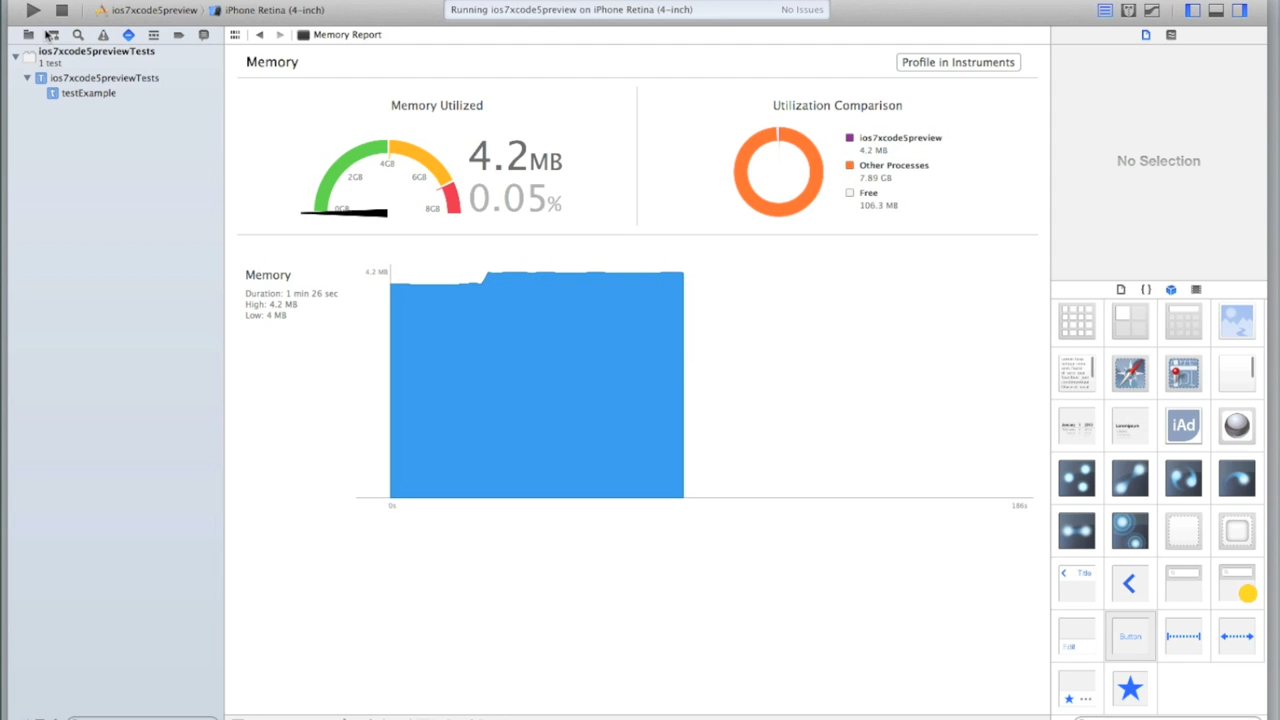 ios7xcode5preview
iPhone Retina (4-inch)
Running ios7xcode5preview on iPhone Retina (4-inch)
No Issues
ios7xcode5previewTests
1 test
ios7xcode5previewTests
testExample
Memory Report
Memory
Profile in Instruments
Memory Utilized
0GB
2GB
4GB
6GB
8GB
4.2MB
0.05%
Utilization Comparison
ios7xcode5preview
4.2 MB
Other Processes
7.89 GB
Free
106.3 MB
Memory
Duration: 1 min 26 sec
High: 4.2 MB
Low: 4 MB
4.2 MB
0s
186s
No Selection
iAd
Title
Button
Edit